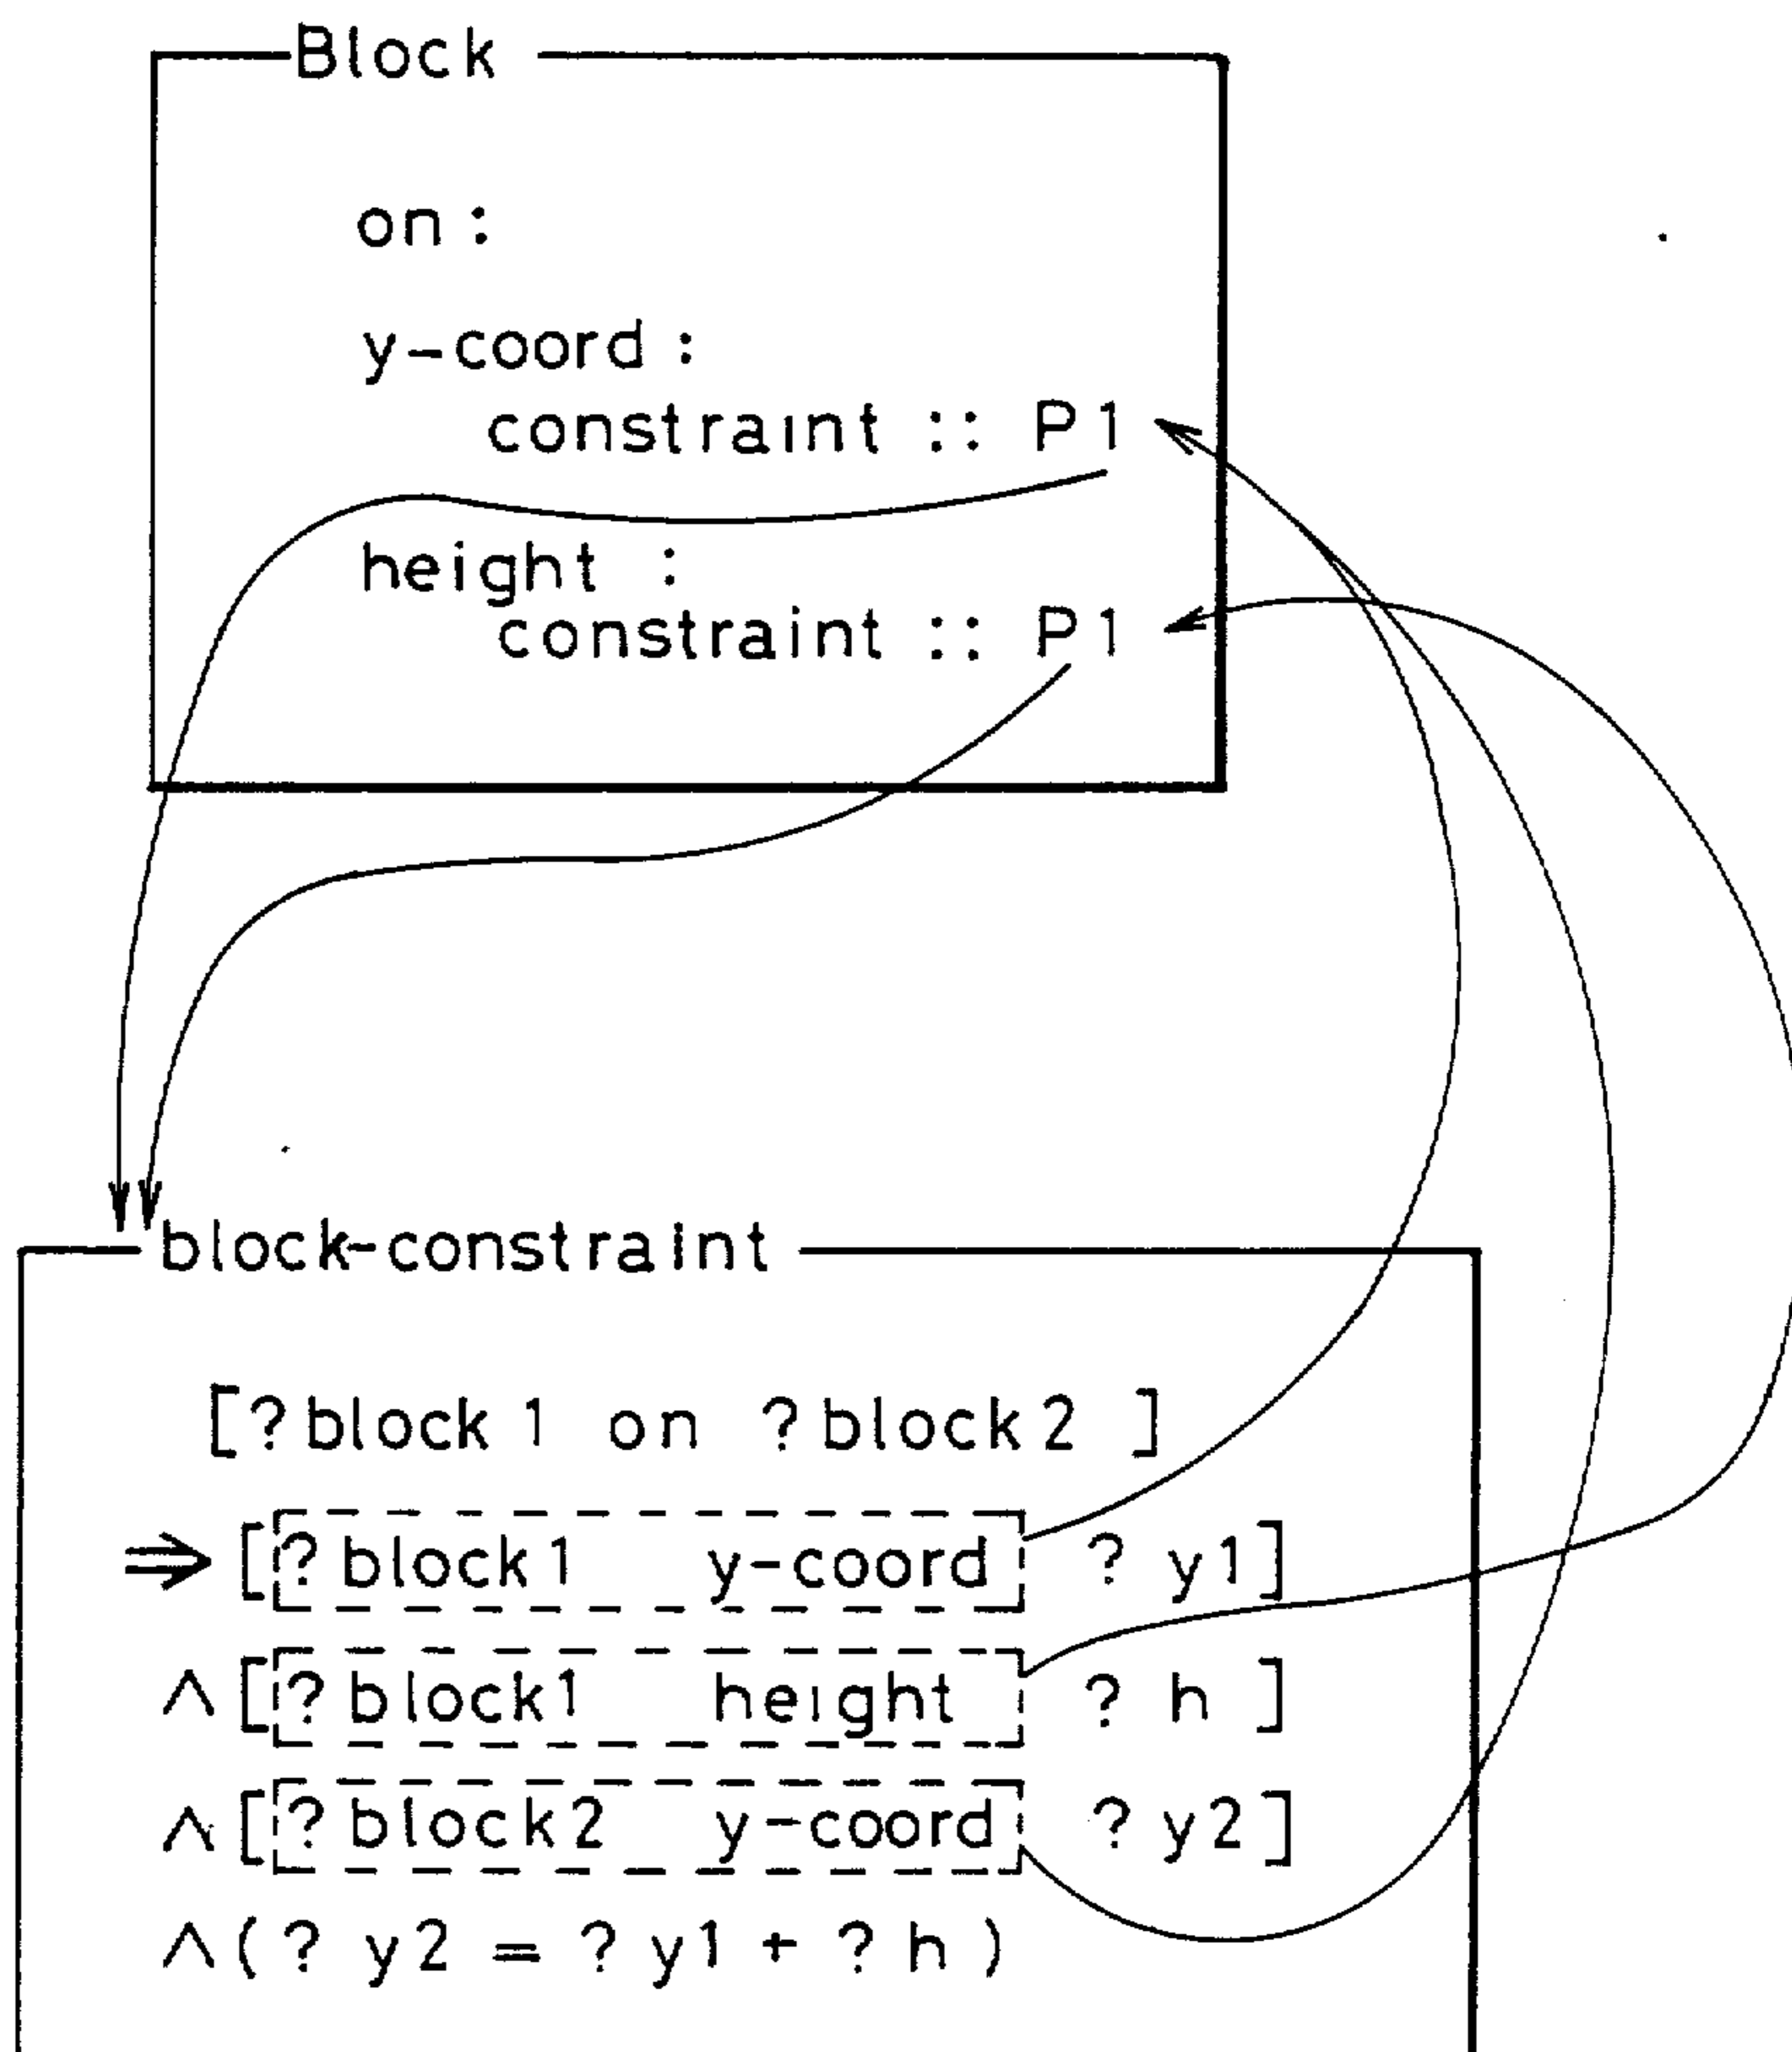 Block
on :
y-coord :
constraint :: P1
height :
constraint :: P1
block-constraint
[?block1 on ?block2 ]
⇒ [?block1 y-coord ? y1]
∧ [?block1 height ? h ]
∧ [?block2 y-coord ? y2]
∧ (? y2 = ? y1 + ? h )